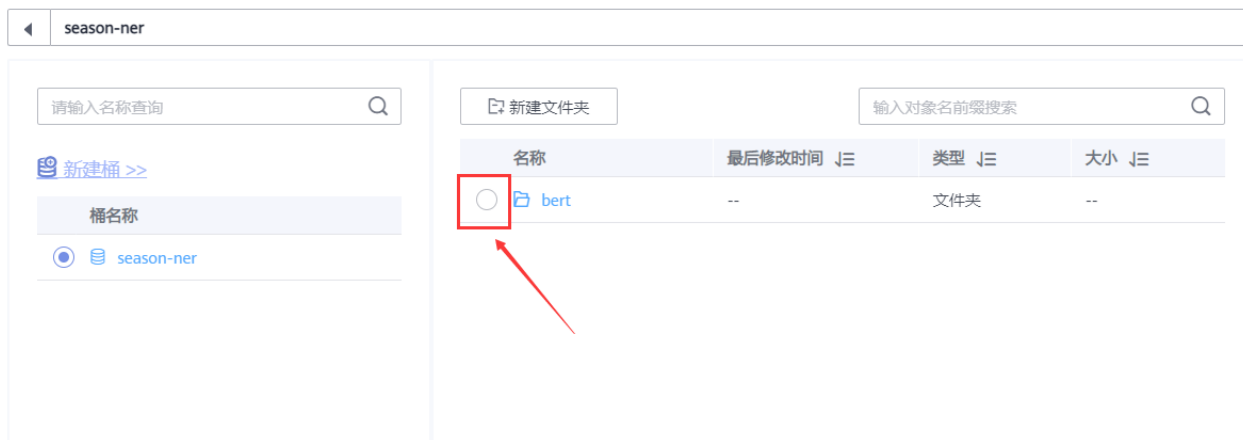 season-ner
请输入名称查询
新建桶 >>
桶名称
season-ner
新建文件夹
输入对象名前缀搜索
名称 最后修改时间 类型 大小
bert -- 文件夹 --